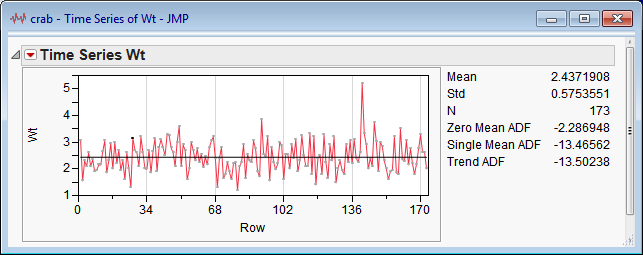 crab - Time Series of Wt - JMP
Time Series Wt
5
4
3
2
1
Wt
0 34 68 102 136 170
Row
Mean 2.4371908
Std 0.5753551
N 173
Zero Mean ADF -2.286948
Single Mean ADF -13.46562
Trend ADF -13.50238